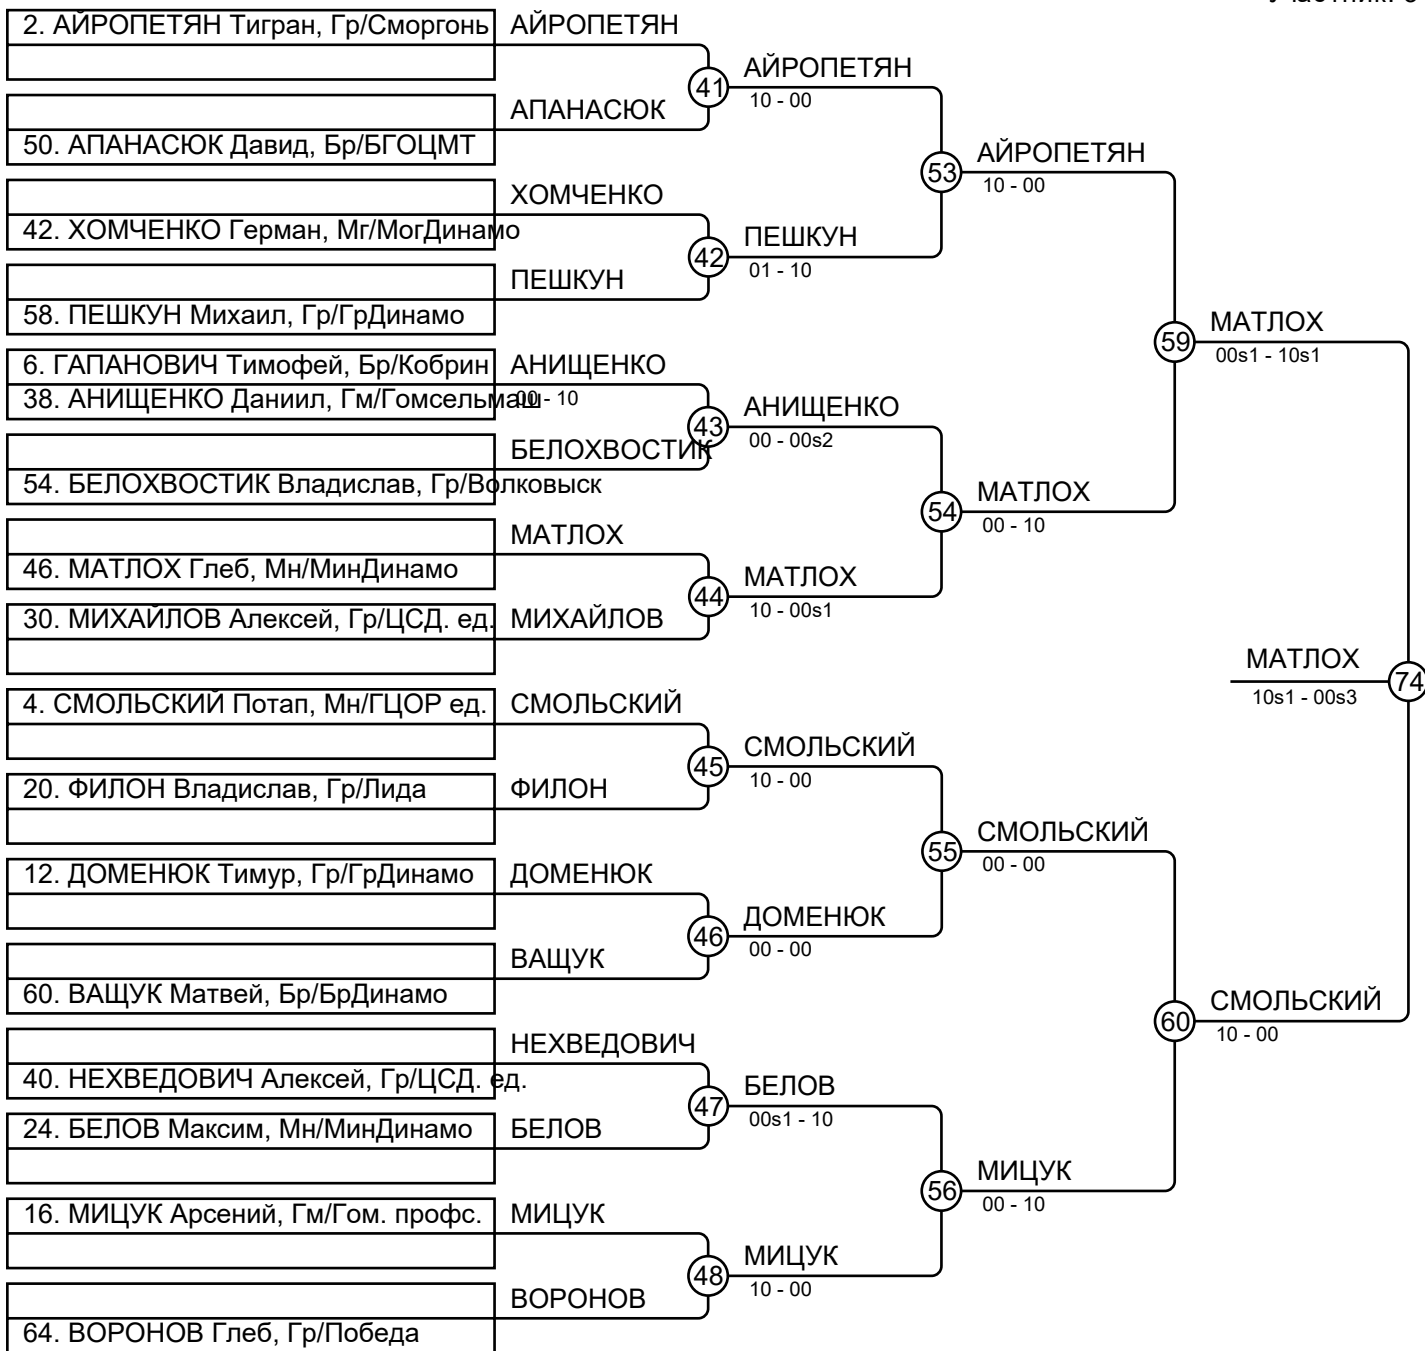 2. АЙРОПЕТЯН Тигран, Гр/Сморгонь
АЙРОПЕТЯН
41
АЙРОПЕТЯН
10 - 00
АПАНАСЮК
50. АПАНАСЮК Давид, Бр/БГОЦМТ
53
АЙРОПЕТЯН
10 - 00
ХОМЧЕНКО
42. ХОМЧЕНКО Герман, Мг/МогДинамо
42
ПЕШКУН
01 - 10
ПЕШКУН
58. ПЕШКУН Михаил, Гр/ГрДинамо
59
МАТЛОХ
00s1 - 10s1
6. ГАПАНОВИЧ Тимофей, Бр/Кобрин
АНИЩЕНКО
38. АНИЩЕНКО Даниил, Гм/Гомсельмаш
00 - 10
43
АНИЩЕНКО
00 - 00s2
БЕЛОХВОСТИК
54. БЕЛОХВОСТИК Владислав, Гр/Волковыск
54
МАТЛОХ
00 - 10
МАТЛОХ
46. МАТЛОХ Глеб, Мн/МинДинамо
44
МАТЛОХ
10 - 00s1
30. МИХАЙЛОВ Алексей, Гр/ЦСД. ед.
МИХАЙЛОВ
МАТЛОХ
74
10s1 - 00s3
4. СМОЛЬСКИЙ Потап, Мн/ГЦОР ед.
СМОЛЬСКИЙ
45
СМОЛЬСКИЙ
10 - 00
20. ФИЛОН Владислав, Гр/Лида
ФИЛОН
55
СМОЛЬСКИЙ
00 - 00
12. ДОМЕНЮК Тимур, Гр/ГрДинамо
ДОМЕНЮК
46
ДОМЕНЮК
00 - 00
ВАЩУК
60. ВАЩУК Матвей, Бр/БрДинамо
60
СМОЛЬСКИЙ
10 - 00
НЕХВЕДОВИЧ
40. НЕХВЕДОВИЧ Алексей, Гр/ЦСД. ед.
47
БЕЛОВ
00s1 - 10
24. БЕЛОВ Максим, Мн/МинДинамо
БЕЛОВ
56
МИЦУК
00 - 10
16. МИЦУК Арсений, Гм/Гом. профс.
МИЦУК
48
МИЦУК
10 - 00
ВОРОНОВ
64. ВОРОНОВ Глеб, Гр/Победа